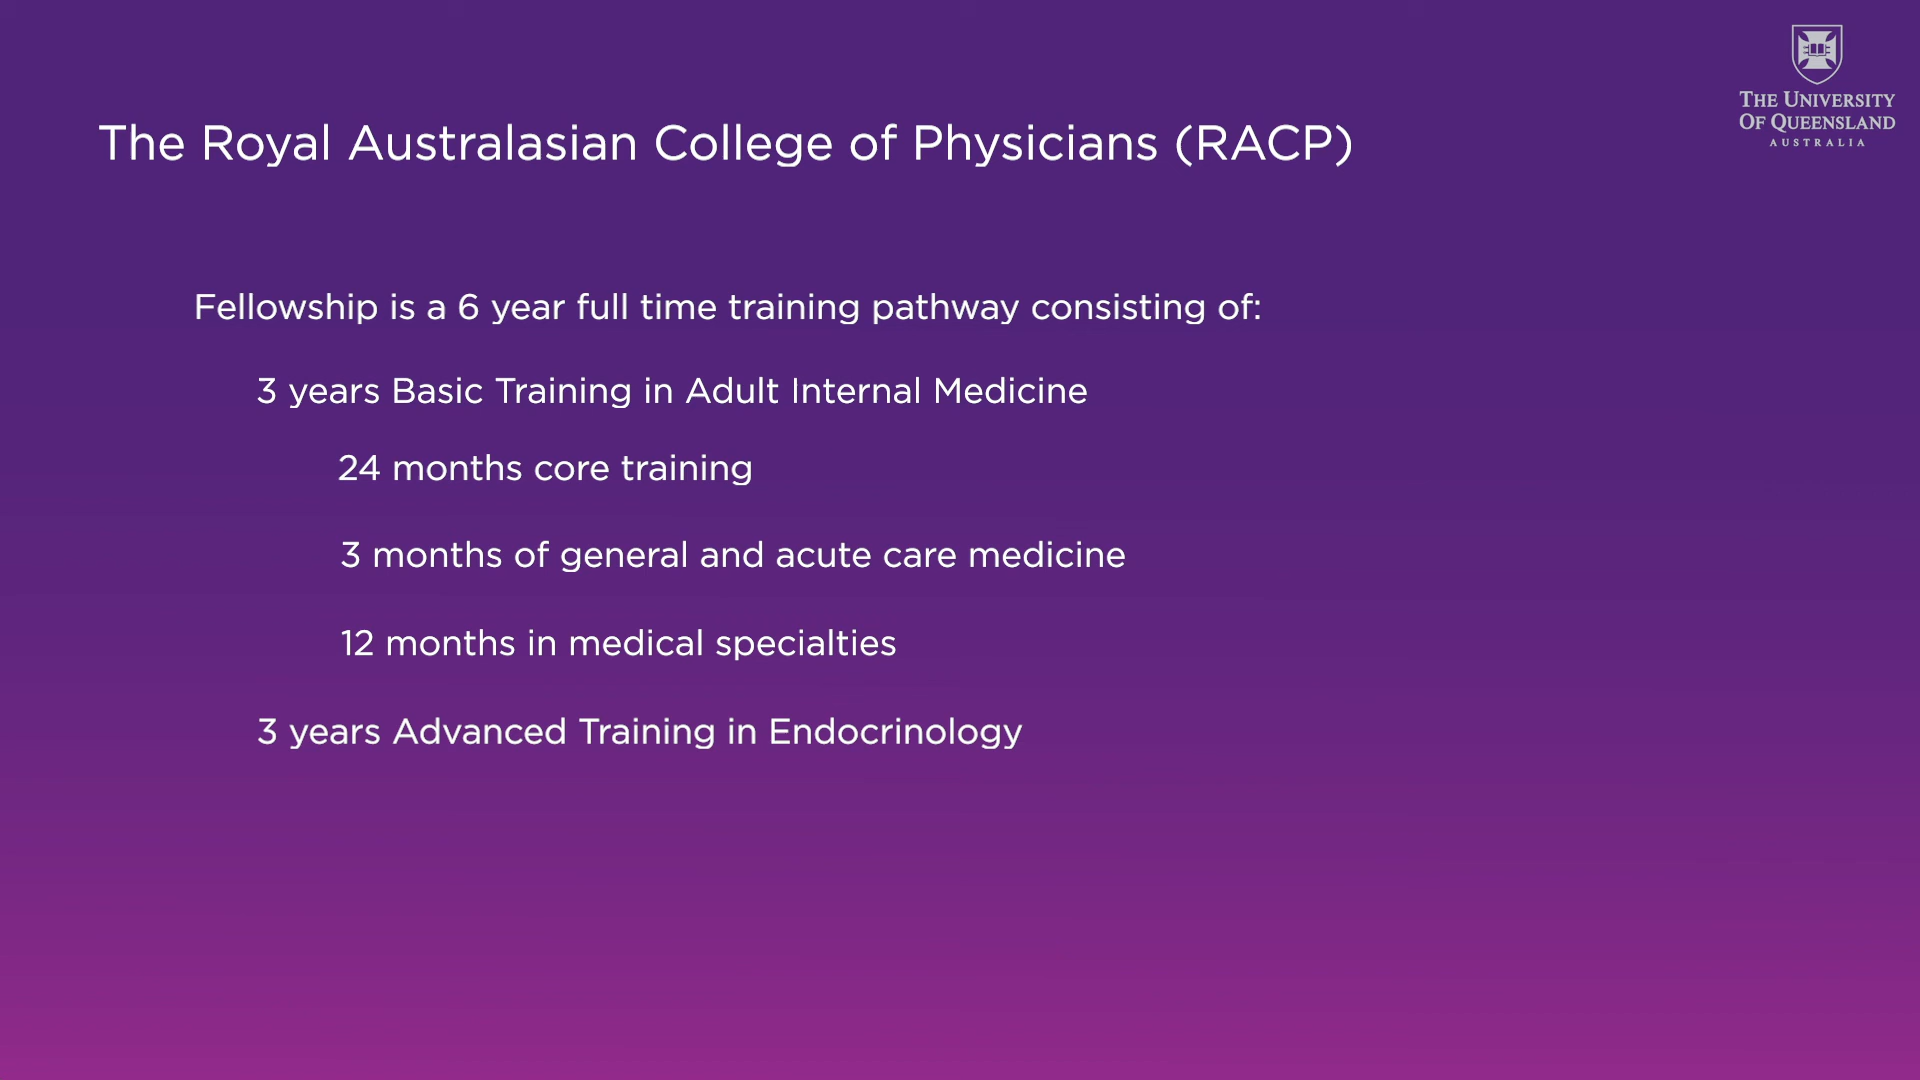 THE UNIVERSITY
OF QUEENSLAND
AUSTRALIA
The Royal Australasian College of Physicians (RACP)
Fellowship is a 6 year full time training pathway consisting of:
3 years Basic Training in Adult Internal Medicine
24 months core training
3 months of general and acute care medicine
12 months in medical specialties
3 years Advanced Training in Endocrinology